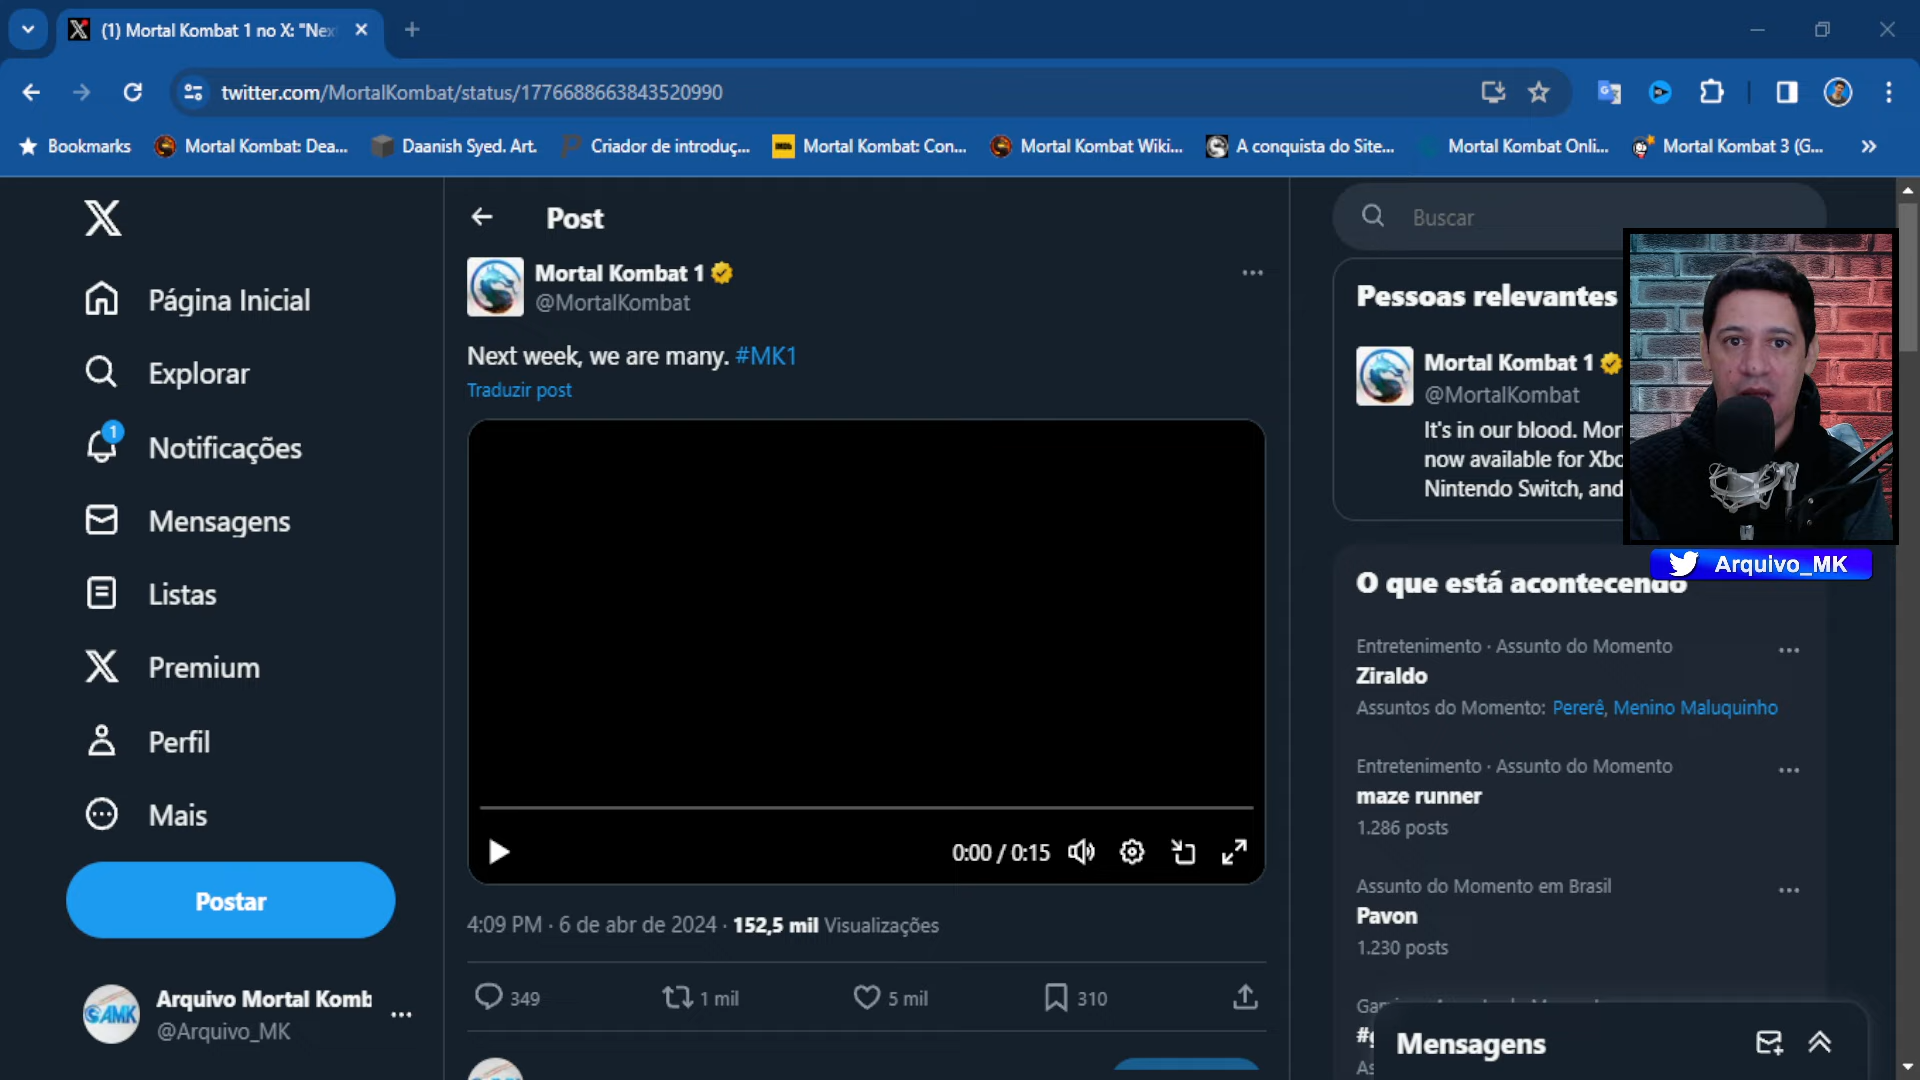 (1) Mortal Kombat 1 no X: "Nex
twitter.com/MortalKombat/status/1776688663843520990
Bookmarks
Mortal Kombat: Dea...
Daanish Syed. Art.
Criador de introduç...
Mortal Kombat: Con...
Mortal Kombat Wiki...
A conquista do Site...
Mortal Kombat Onli...
Mortal Kombat 3 (G...
Página Inicial
Explorar
1
Notificações
Mensagens
Listas
Premium
Perfil
Mais
Postar
AMK
Arquivo Mortal Komb
@Arquivo_MK
Post
Mortal Kombat 1
@MortalKombat
Next week, we are many. #MK1
Traduzir post
0:00 / 0:15
4:09 PM · 6 de abr de 2024 · 152,5 mil Visualizações
349
1 mil
5 mil
310
Buscar
Pessoas relevantes
Mortal Kombat 1
@MortalKombat
It's in our blood. Mor
now available for Xbo
Nintendo Switch, and
Arquivo_MK
O que está acontecendo
Entretenimento · Assunto do Momento
Ziraldo
Assuntos do Momento: Pererê, Menino Maluquinho
Entretenimento · Assunto do Momento
maze runner
1.286 posts
Assunto do Momento em Brasil
Pavon
1.230 posts
Mensagens